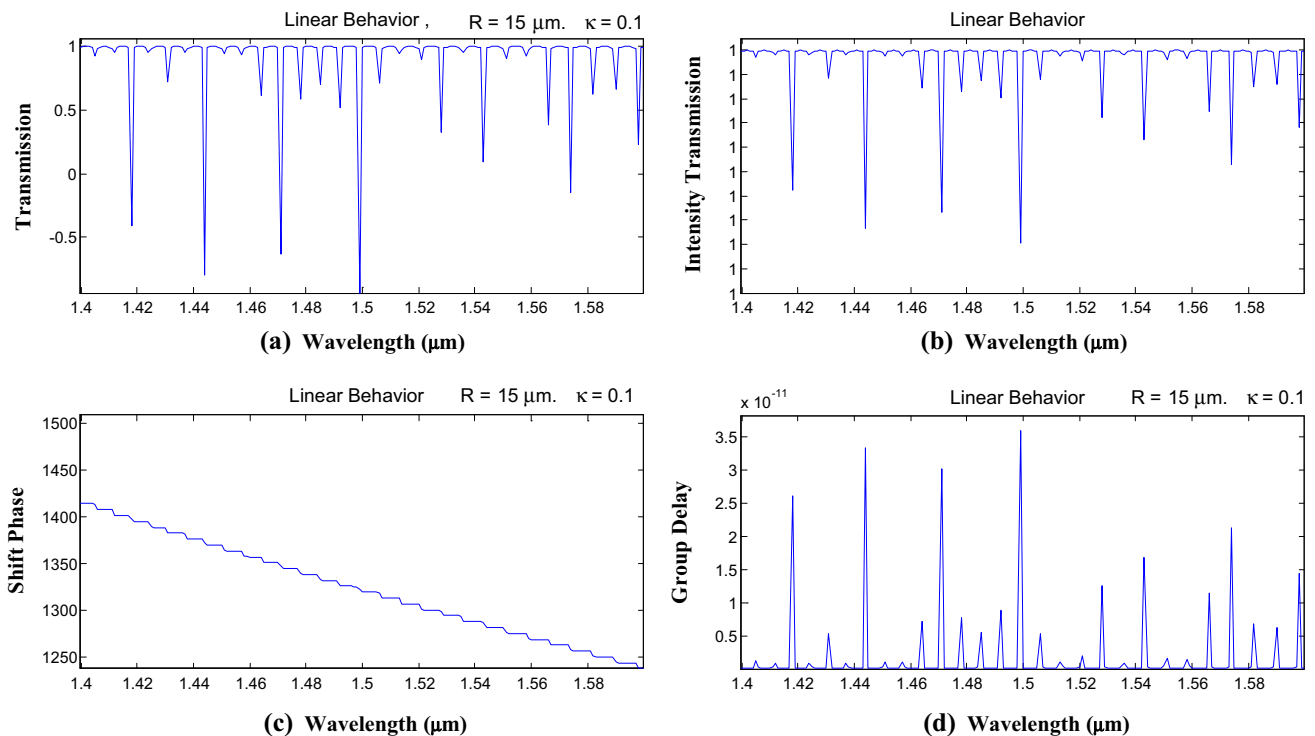 Linear Behavior , R = 15 μm. κ = 0.1
1
0.5
0
-0.5
Transmission
1.4 1.42 1.44 1.46 1.48 1.5 1.52 1.54 1.56 1.58
(a) Wavelength (μm)
Linear Behavior
1
1
1
1
1
1
1
1
1
1
1
Intensity Transmission
1.4 1.42 1.44 1.46 1.48 1.5 1.52 1.54 1.56 1.58
(b) Wavelength (μm)
Linear Behavior R = 15 μm. κ = 0.1
1500
1450
1400
1350
1300
1250
Shift Phase
1.4 1.42 1.44 1.46 1.48 1.5 1.52 1.54 1.56 1.58
(c) Wavelength (μm)
x 10⁻¹¹ Linear Behavior R = 15 μm. κ = 0.1
3.5
3
2.5
2
1.5
1
0.5
Group Delay
1.4 1.42 1.44 1.46 1.48 1.5 1.52 1.54 1.56 1.58
(d) Wavelength (μm)